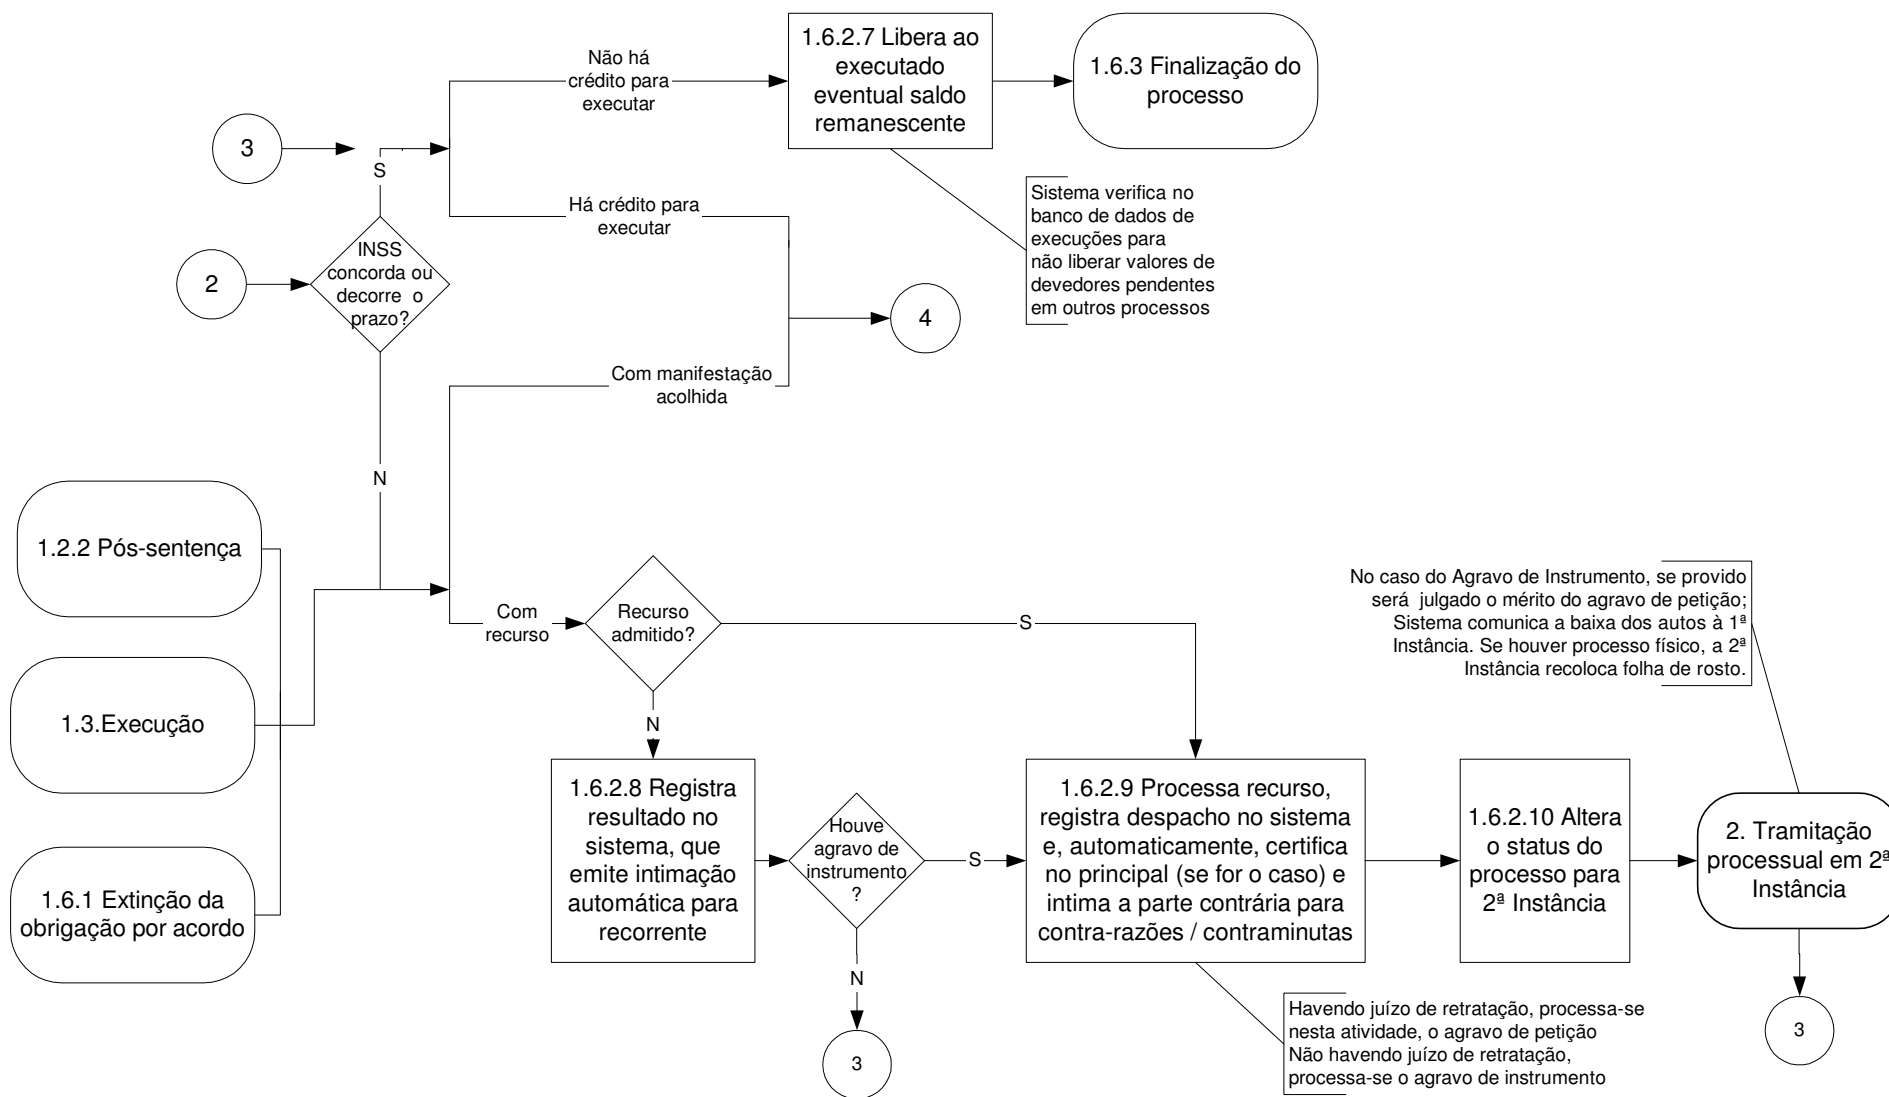 Não há
crédito para
executar
1.6.2.7 Libera ao
executado
eventual saldo
remanescente
1.6.3 Finalização do
processo
3
S
Há crédito para
executar
Sistema verifica no
banco de dados de
execuções para
não liberar valores de
devedores pendentes
em outros processos
2
INSS
concorda ou
decorre o
prazo?
4
Com manifestação
acolhida
N
1.2.2 Pós-sentença
1.3.Execução
1.6.1 Extinção da
obrigação por acordo
Com
recurso
Recurso
admitido?
S
N
No caso do Agravo de Instrumento, se provido
será julgado o mérito do agravo de petição;
Sistema comunica a baixa dos autos à 1ª
Instância. Se houver processo físico, a 2ª
Instância recoloca folha de rosto.
1.6.2.8 Registra
resultado no
sistema, que
emite intimação
automática para
recorrente
Houve
agravo de
instrumento
?
S
N
3
1.6.2.9 Processa recurso,
registra despacho no sistema
e, automaticamente, certifica
no principal (se for o caso) e
intima a parte contrária para
contra-razões / contraminutas
1.6.2.10 Altera
o status do
processo para
2ª Instância
2. Tramitação
processual em 2ª
Instância
Havendo juízo de retratação, processa-se
nesta atividade, o agravo de petição
Não havendo juízo de retratação,
processa-se o agravo de instrumento
3